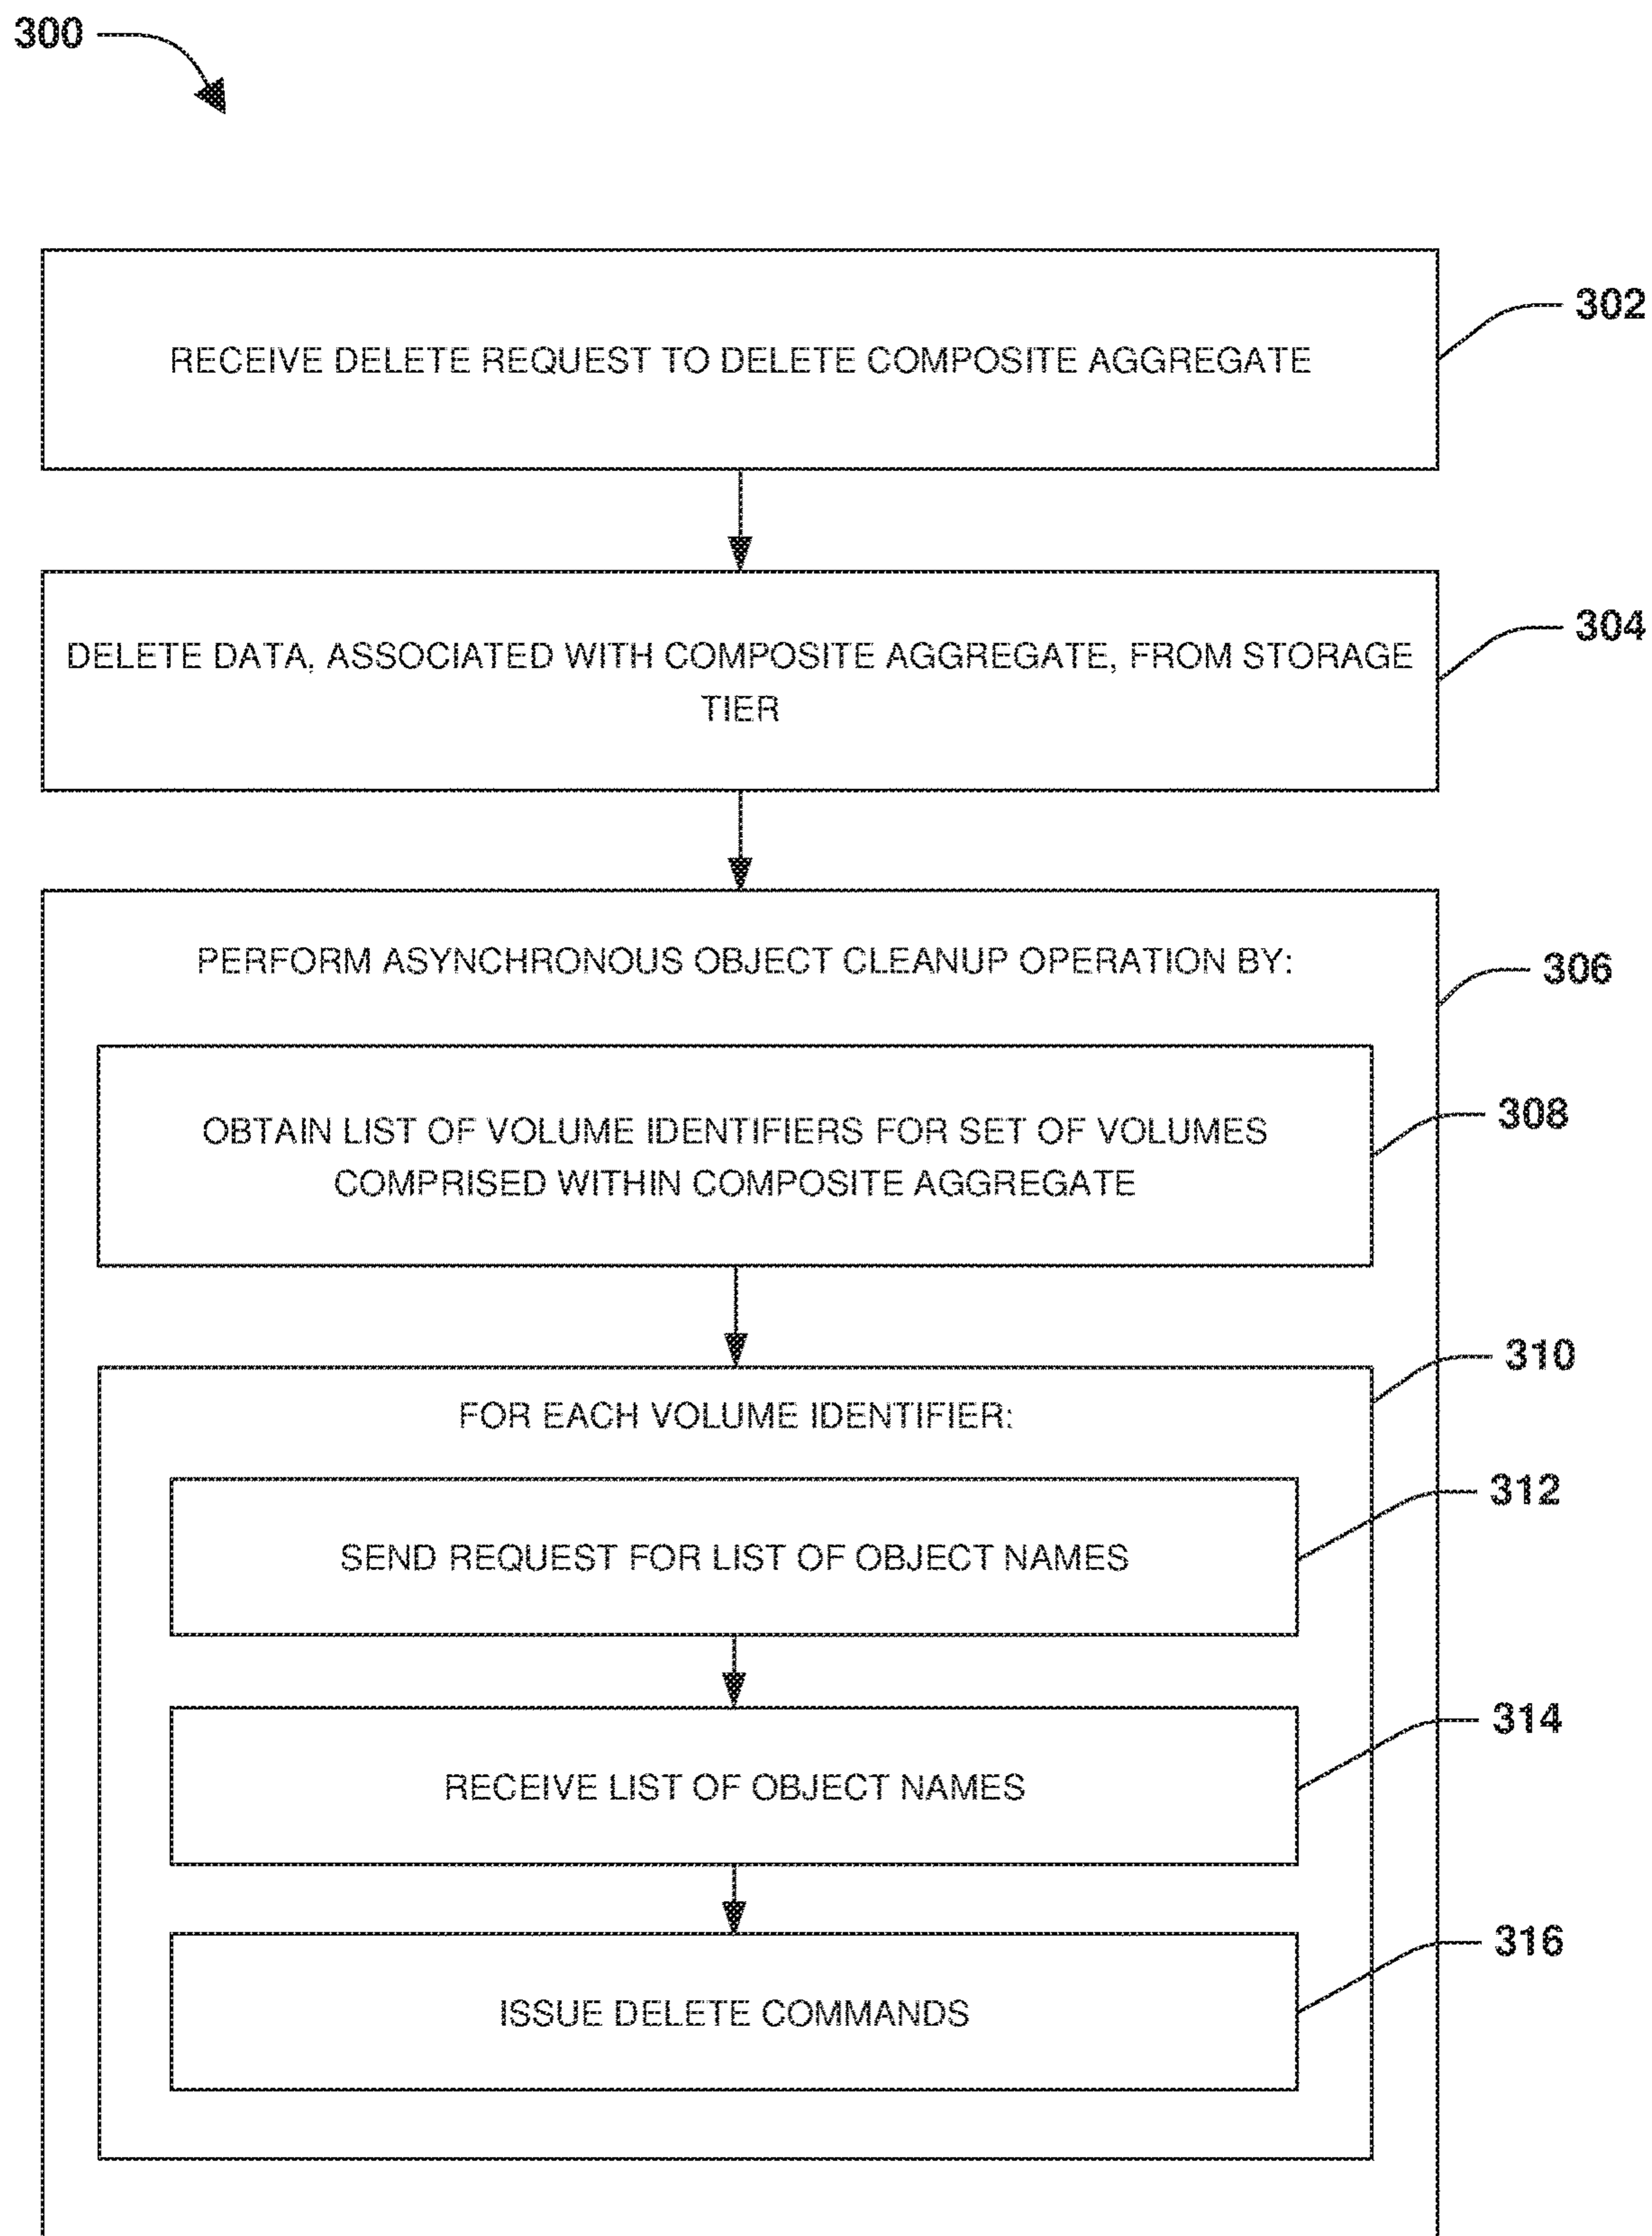 300
RECEIVE DELETE REQUEST TO DELETE COMPOSITE AGGREGATE
302
DELETE DATA, ASSOCIATED WITH COMPOSITE AGGREGATE, FROM STORAGE
TIER
304
PERFORM ASYNCHRONOUS OBJECT CLEANUP OPERATION BY:
306
OBTAIN LIST OF VOLUME IDENTIFIERS FOR SET OF VOLUMES
COMPRISED WITHIN COMPOSITE AGGREGATE
308
FOR EACH VOLUME IDENTIFIER:
310
SEND REQUEST FOR LIST OF OBJECT NAMES
312
RECEIVE LIST OF OBJECT NAMES
314
ISSUE DELETE COMMANDS
316